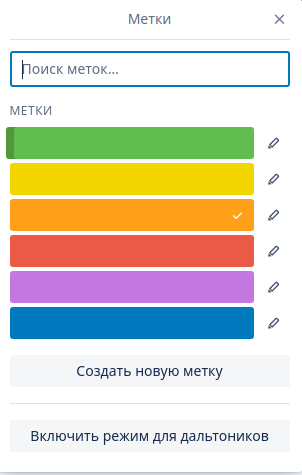 Метки
Поиск меток...
МЕТКИ
Создать новую метку
Включить режим для дальтоников